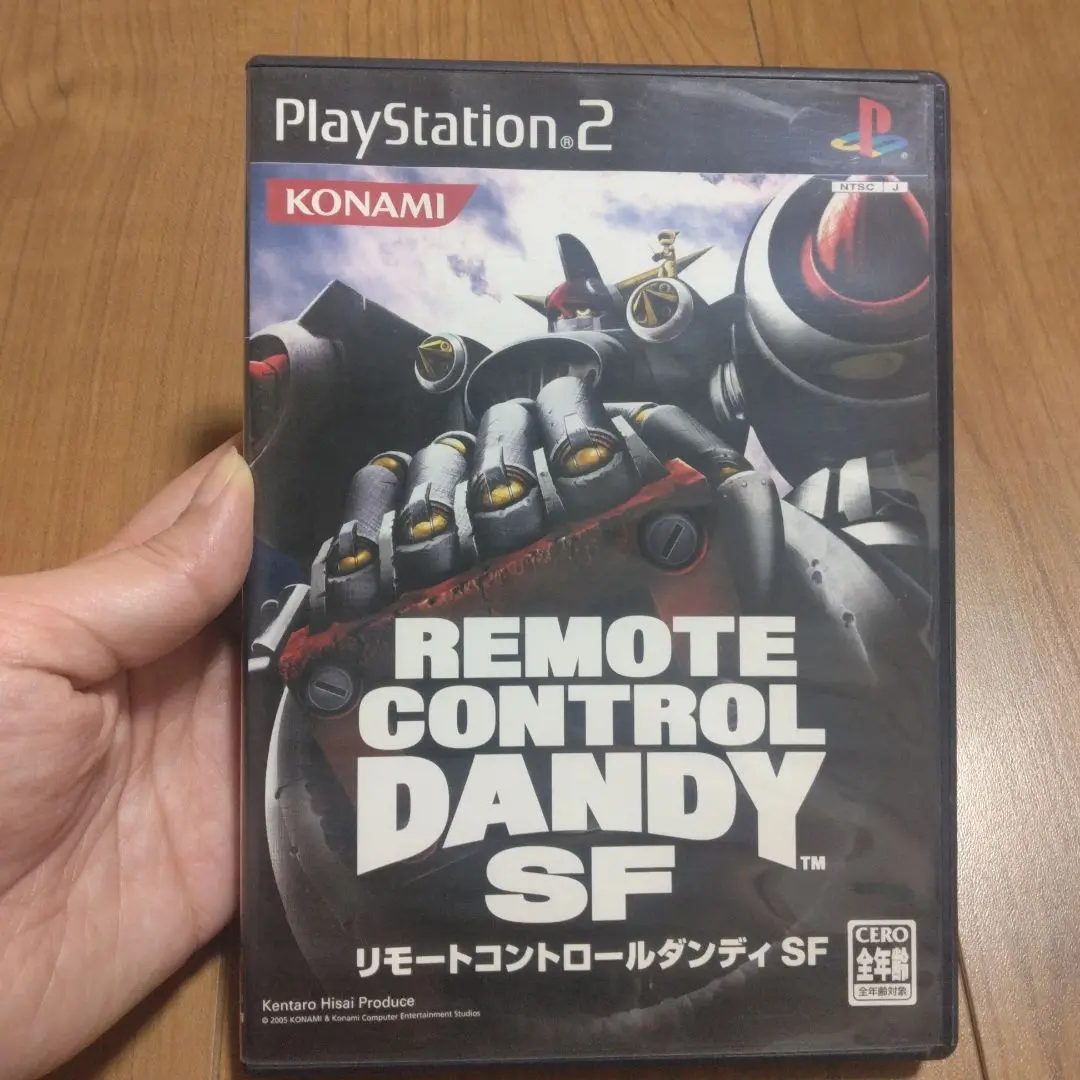 PlayStation®2
NTSC J
KONAMI
REMOTE
CONTROL
DANDY
SF
TM
リモートコントロールダンディ SF
CERO
全年齢
全年齢対象
Kentaro Hisai Produce
© 2005 KONAMI & Konami Computer Entertainment Studios